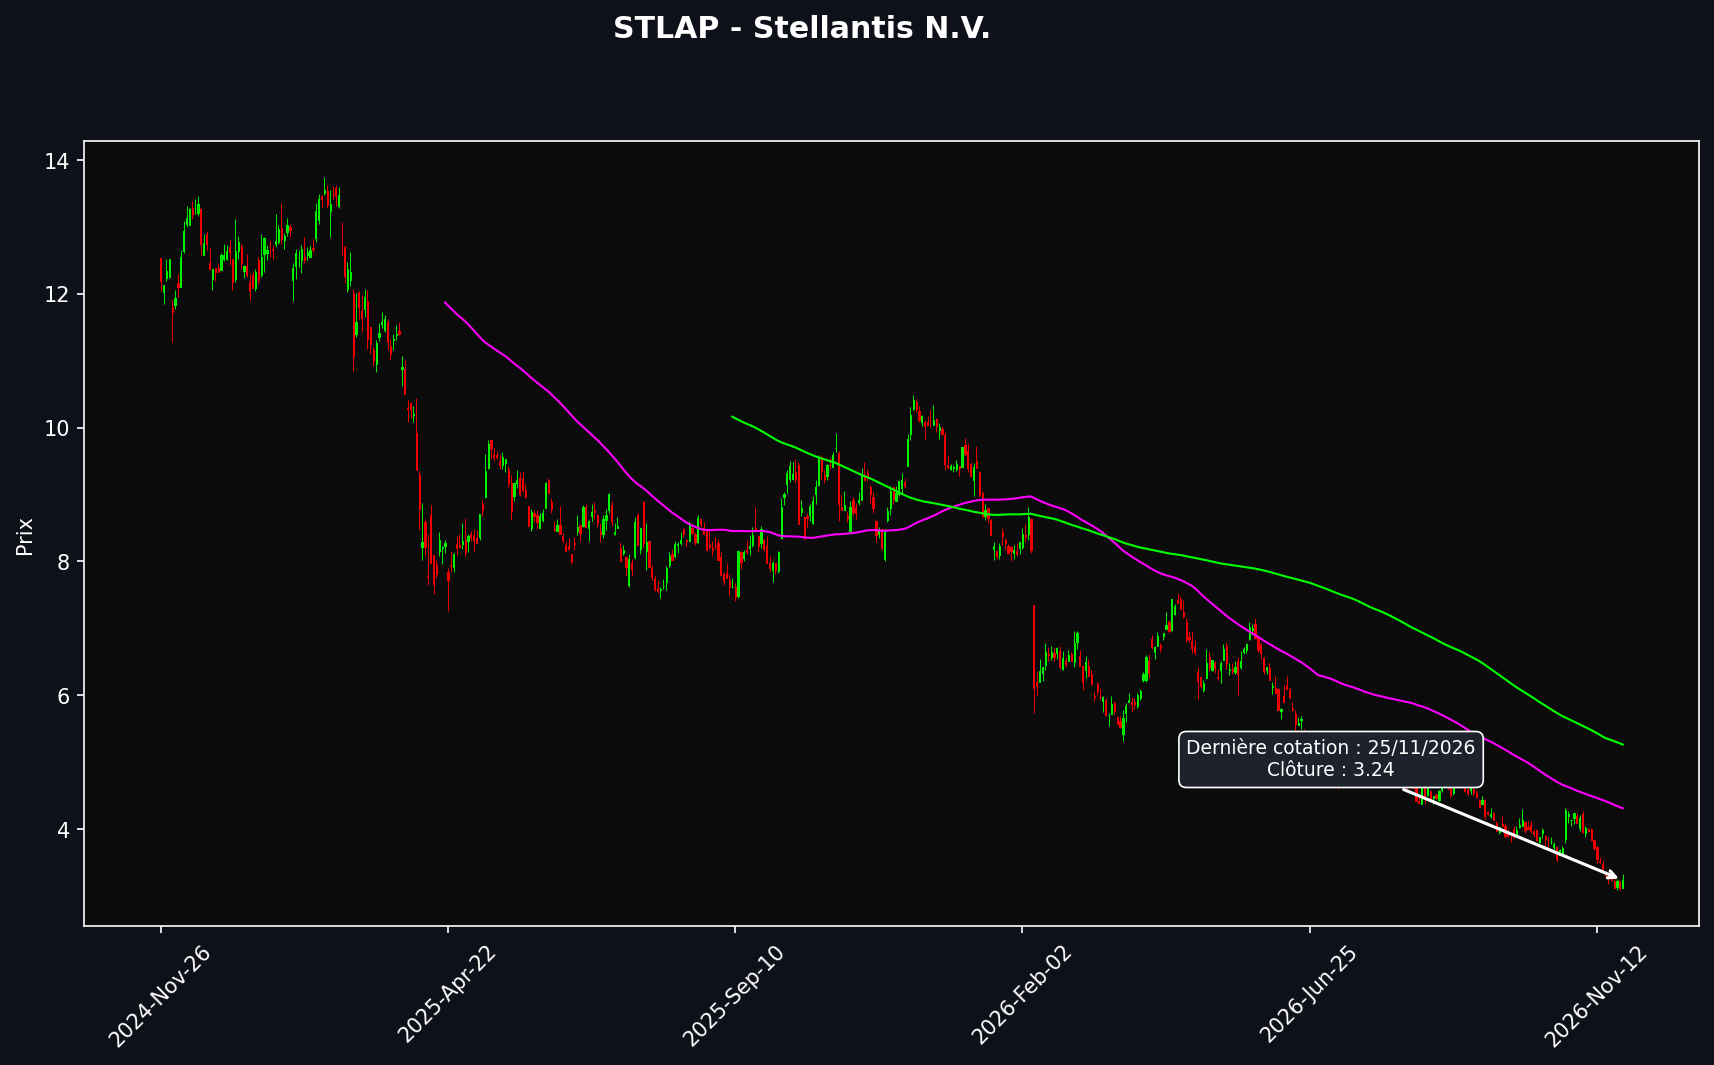 STLAP - Stellantis N.V.
Prix
14
12
10
8
6
4
Dernière cotation : 25/11/2026
Clôture : 3.24
2024-Nov-26
2025-Apr-22
2025-Sep-10
2026-Feb-02
2026-Jun-25
2026-Nov-12